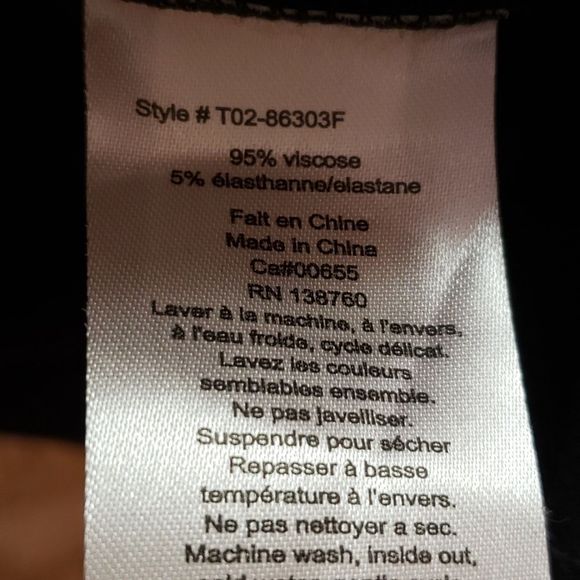 Style # T02-86303F
95% viscose
5% élasthanne/elastane
Fait en Chine
Made in China
Ca#00655
RN 138760
Laver à la machine, à l'envers,
à l'eau froide, cycle délicat.
Lavez les couleurs
semblables ensemble.
Ne pas javelliser.
Suspendre pour sécher
Repasser à basse
température à l'envers.
Ne pas nettoyer a sec.
Machine wash, inside out,